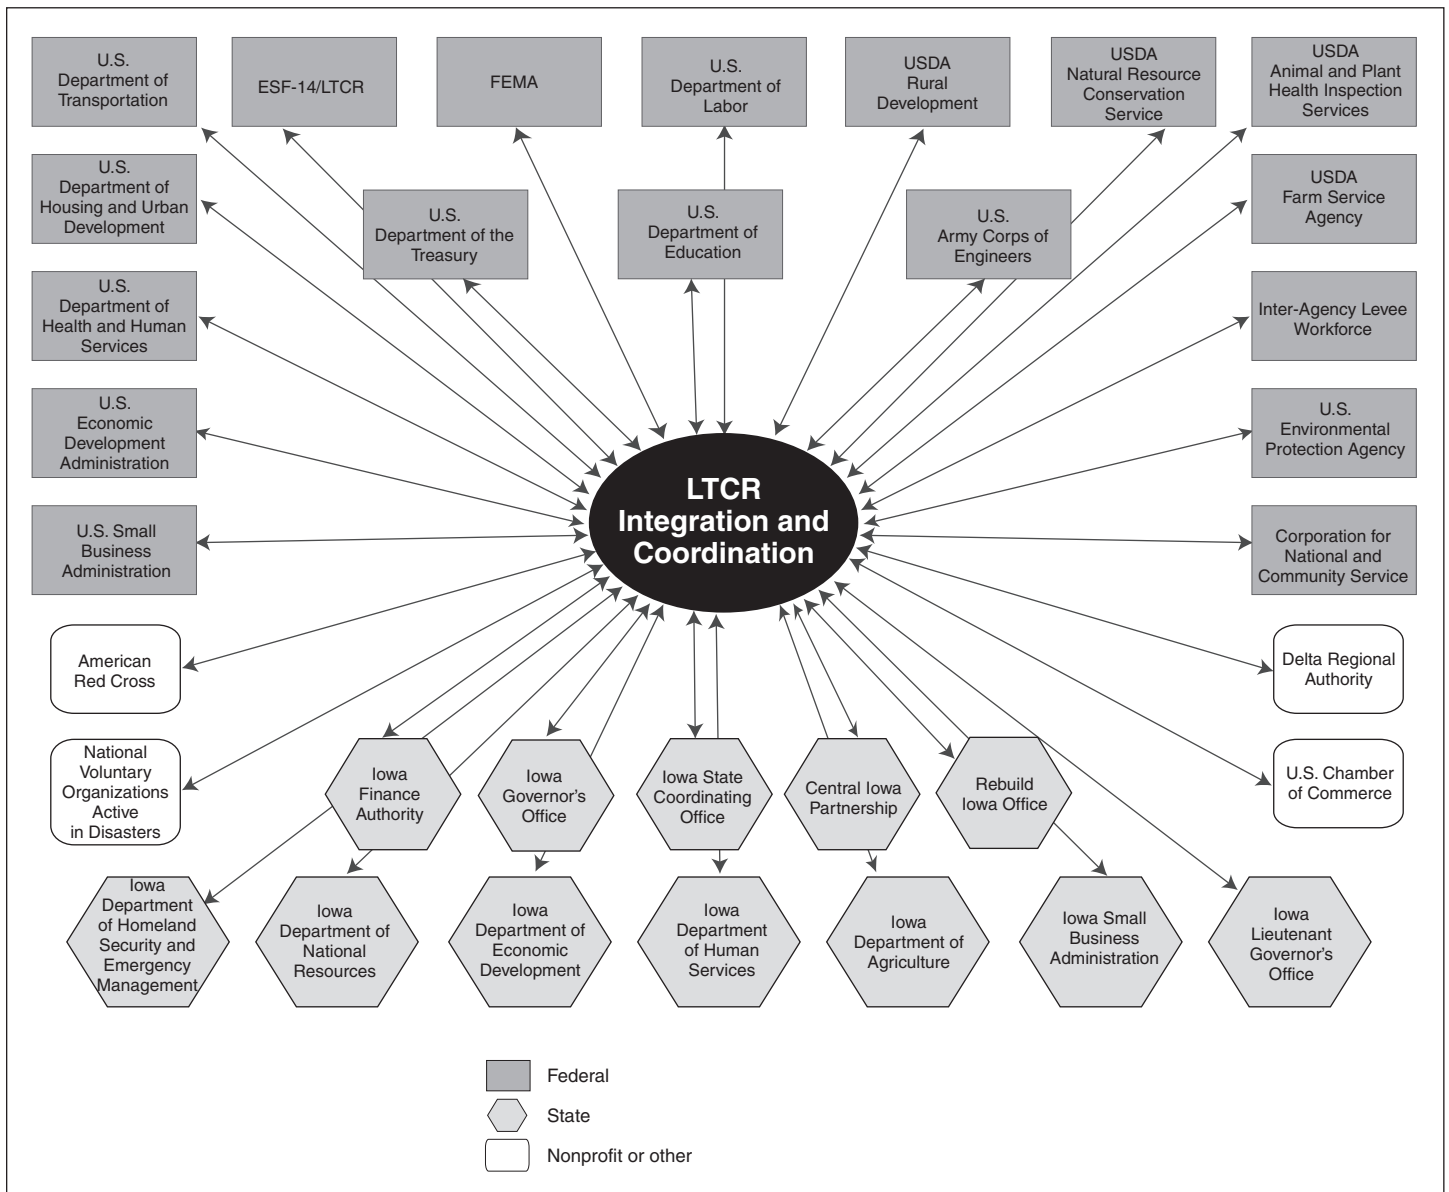 U.S.
Department of
Transportation
ESF-14/LTCR
FEMA
U.S.
Department of
Labor
USDA
Rural
Development
USDA
Natural Resource
Conservation
Service
USDA
Animal and Plant
Health Inspection
Services
U.S.
Department of
Housing and Urban
Development
U.S.
Department of the
Treasury
U.S.
Department of
Education
U.S.
Army Corps of
Engineers
USDA
Farm Service
Agency
U.S.
Department of
Health and Human
Services
Inter-Agency Levee
Workforce
U.S.
Economic
Development
Administration
U.S.
Environmental
Protection Agency
LTCR
Integration and
Coordination
U.S. Small
Business
Administration
Corporation for
National and
Community Service
American
Red Cross
Delta Regional
Authority
National
Voluntary
Organizations
Active
in Disasters
Iowa
Finance
Authority
Iowa
Governor’s
Office
Iowa State
Coordinating
Office
Central Iowa
Partnership
Rebuild
Iowa Office
U.S. Chamber
of Commerce
Iowa
Department
of Homeland
Security and
Emergency
Management
Iowa
Department of
National
Resources
Iowa
Department of
Economic
Development
Iowa
Department
of Human
Services
Iowa
Department of
Agriculture
Iowa Small
Business
Administration
Iowa
Lieutenant
Governor’s
Office
Federal
State
Nonprofit or other